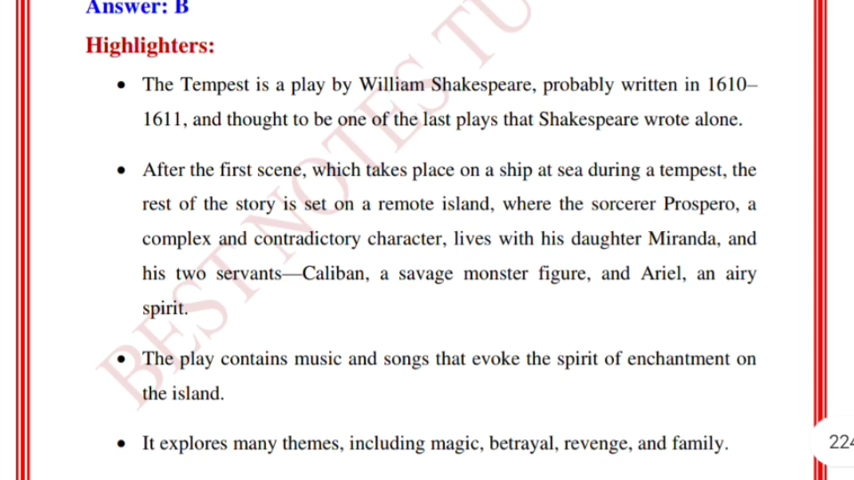 Answer: B
Highlighters:
• The Tempest is a play by William Shakespeare, probably written in 1610–
1611, and thought to be one of the last plays that Shakespeare wrote alone.
• After the first scene, which takes place on a ship at sea during a tempest, the
rest of the story is set on a remote island, where the sorcerer Prospero, a
complex and contradictory character, lives with his daughter Miranda, and
his two servants—Caliban, a savage monster figure, and Ariel, an airy
spirit.
• The play contains music and songs that evoke the spirit of enchantment on
the island.
• It explores many themes, including magic, betrayal, revenge, and family.
BEST NOTES TU